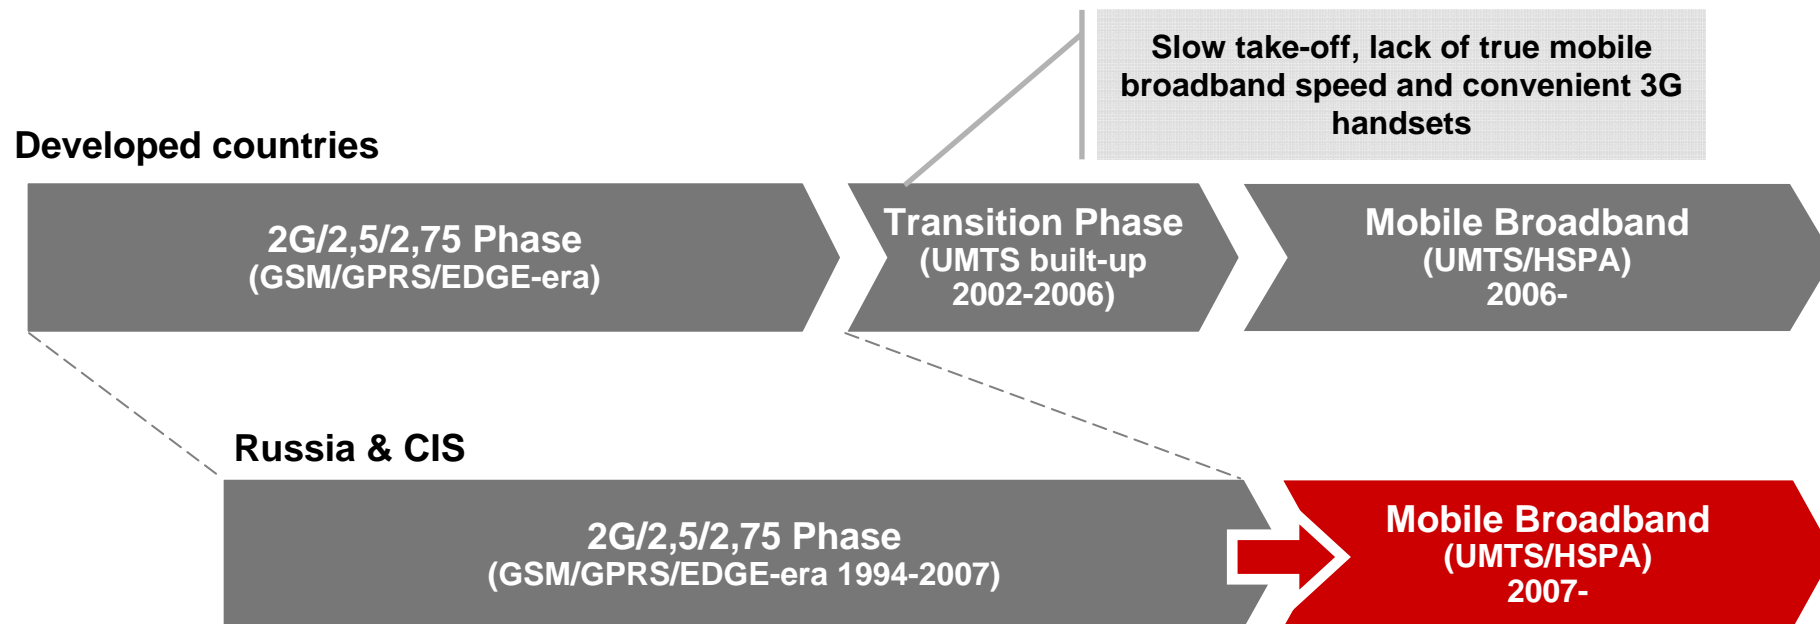 Slow take-off, lack of true mobile
broadband speed and convenient 3G
handsets
Developed countries
2G/2,5/2,75 Phase
(GSM/GPRS/EDGE-era)
Transition Phase
(UMTS built-up
2002-2006)
Mobile Broadband
(UMTS/HSPA)
2006-
Russia & CIS
2G/2,5/2,75 Phase
(GSM/GPRS/EDGE-era 1994-2007)
Mobile Broadband
(UMTS/HSPA)
2007-